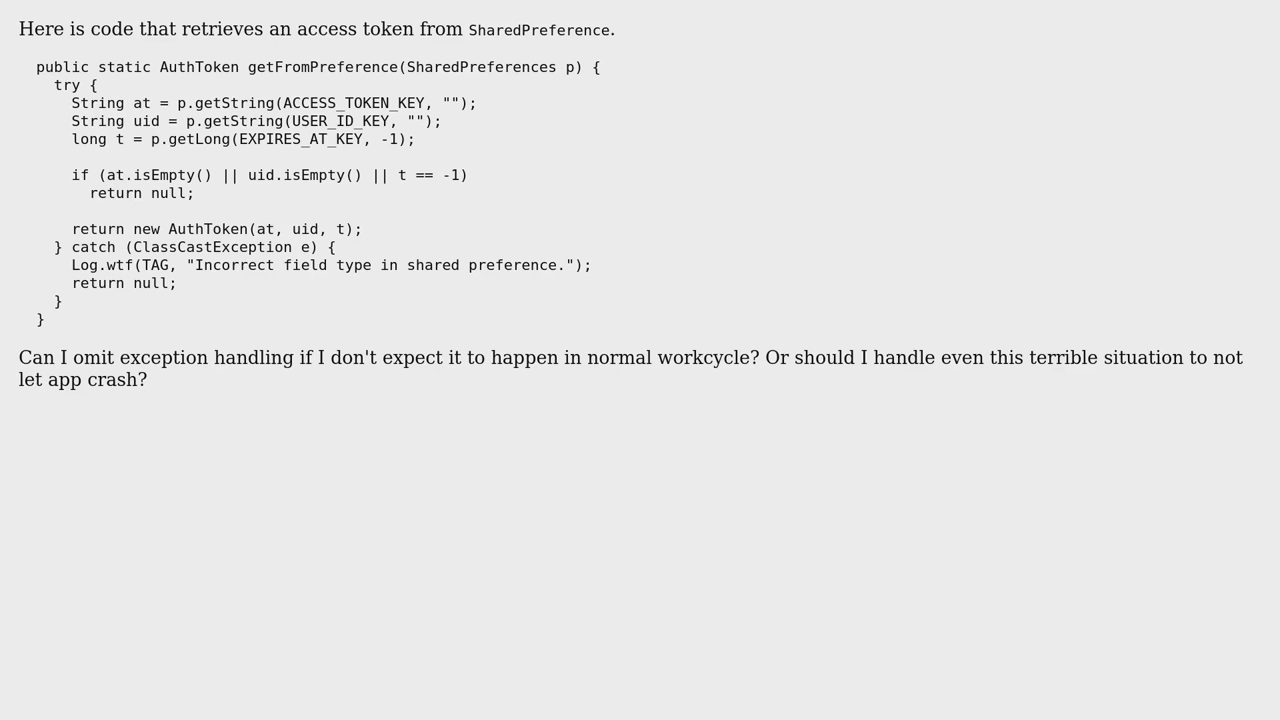 Here is code that retrieves an access token from SharedPreference.
public static AuthToken getFromPreference(SharedPreferences p) {
try {
String at = p.getString(ACCESS_TOKEN_KEY, "");
String uid = p.getString(USER_ID_KEY, "");
long t = p.getLong(EXPIRES_AT_KEY, -1);
if (at.isEmpty() || uid.isEmpty() || t == -1)
return null;
return new AuthToken(at, uid, t);
} catch (ClassCastException e) {
Log.wtf(TAG, "Incorrect field type in shared preference.");
return null;
}
}
Can I omit exception handling if I don't expect it to happen in normal workcycle? Or should I handle even this terrible situation to not
let app crash?